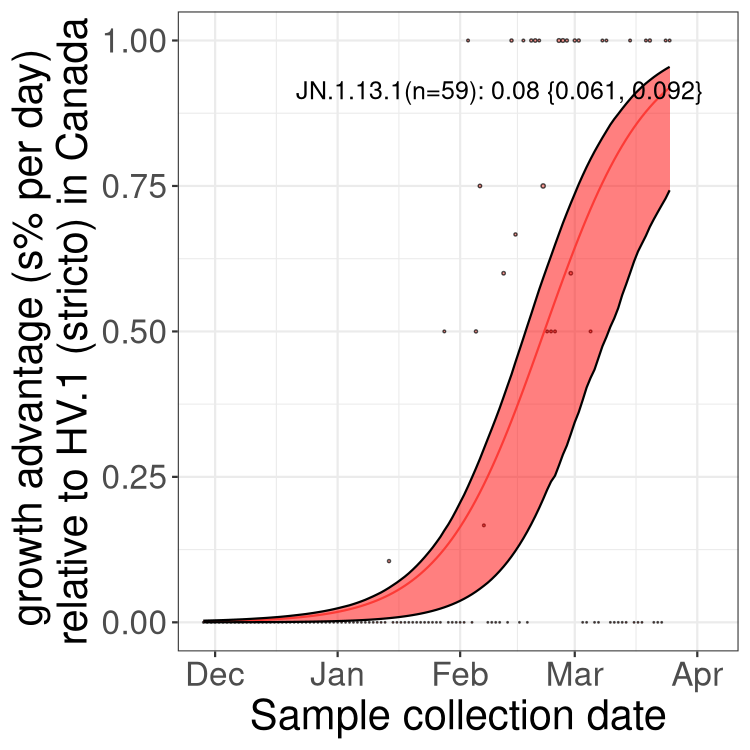 growth advantage (s% per day)
relative to HV.1 (stricto) in Canada
1.00
0.75
0.50
0.25
0.00
JN.1.13.1(n=59): 0.08 {0.061, 0.092}
Dec Jan Feb Mar Apr
Sample collection date